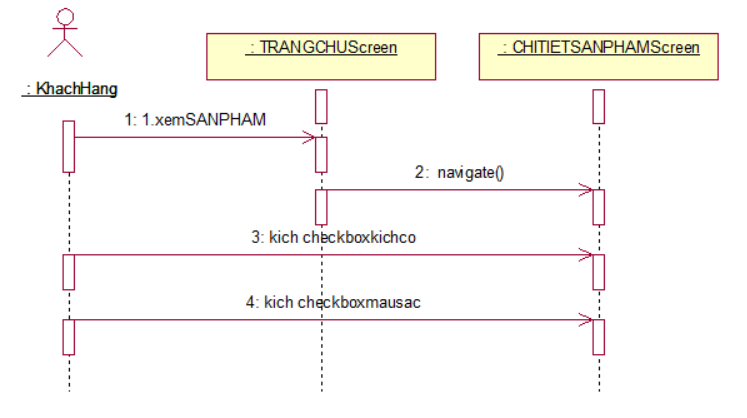 : TRANGCHUScreen
: CHITIETSANPHAMScreen
: KhachHang
1: 1.xemSANPHAM
2: navigate()
3: kich checkboxkichco
4: kich checkboxmausac